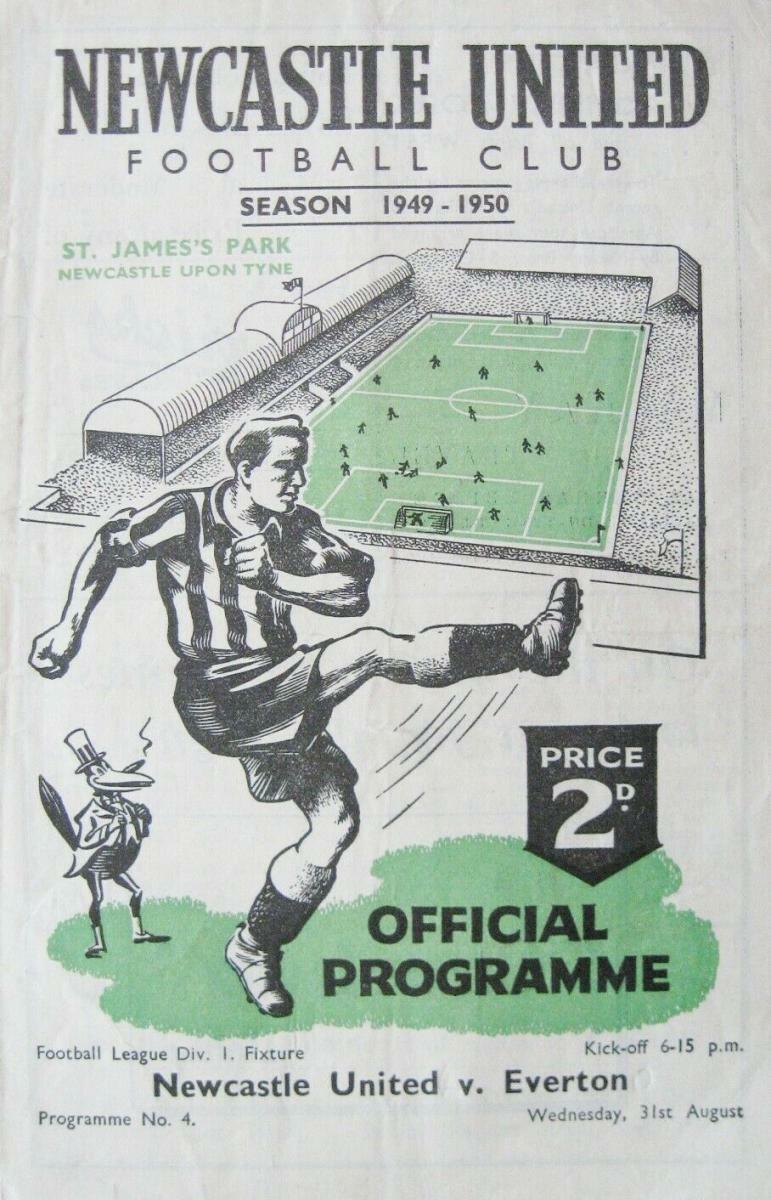 NEWCASTLE UNITED
FOOTBALL CLUB
SEASON 1949 - 1950
ST. JAMES'S PARK
NEWCASTLE UPON TYNE
PRICE
2D.
OFFICIAL
PROGRAMME
Football League Div. 1. Fixture
Kick-off 6-15 p.m.
Newcastle United v. Everton
Programme No. 4.
Wednesday, 31st August